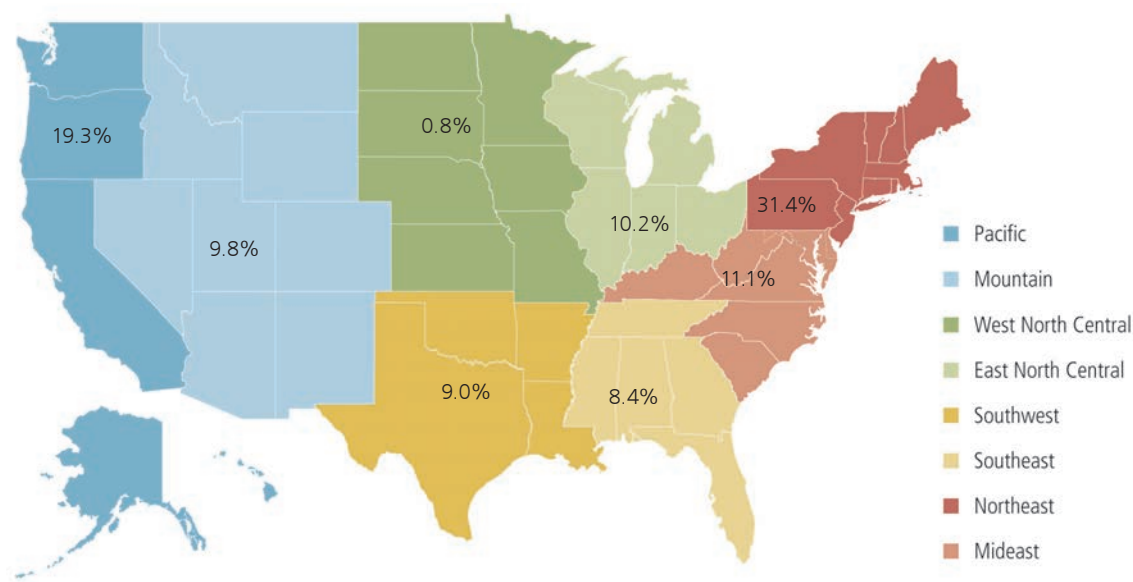 19.3%
0.8%
9.8%
10.2%
31.4%
11.1%
9.0%
8.4%
Pacific
Mountain
West North Central
East North Central
Southwest
Southeast
Northeast
Mideast